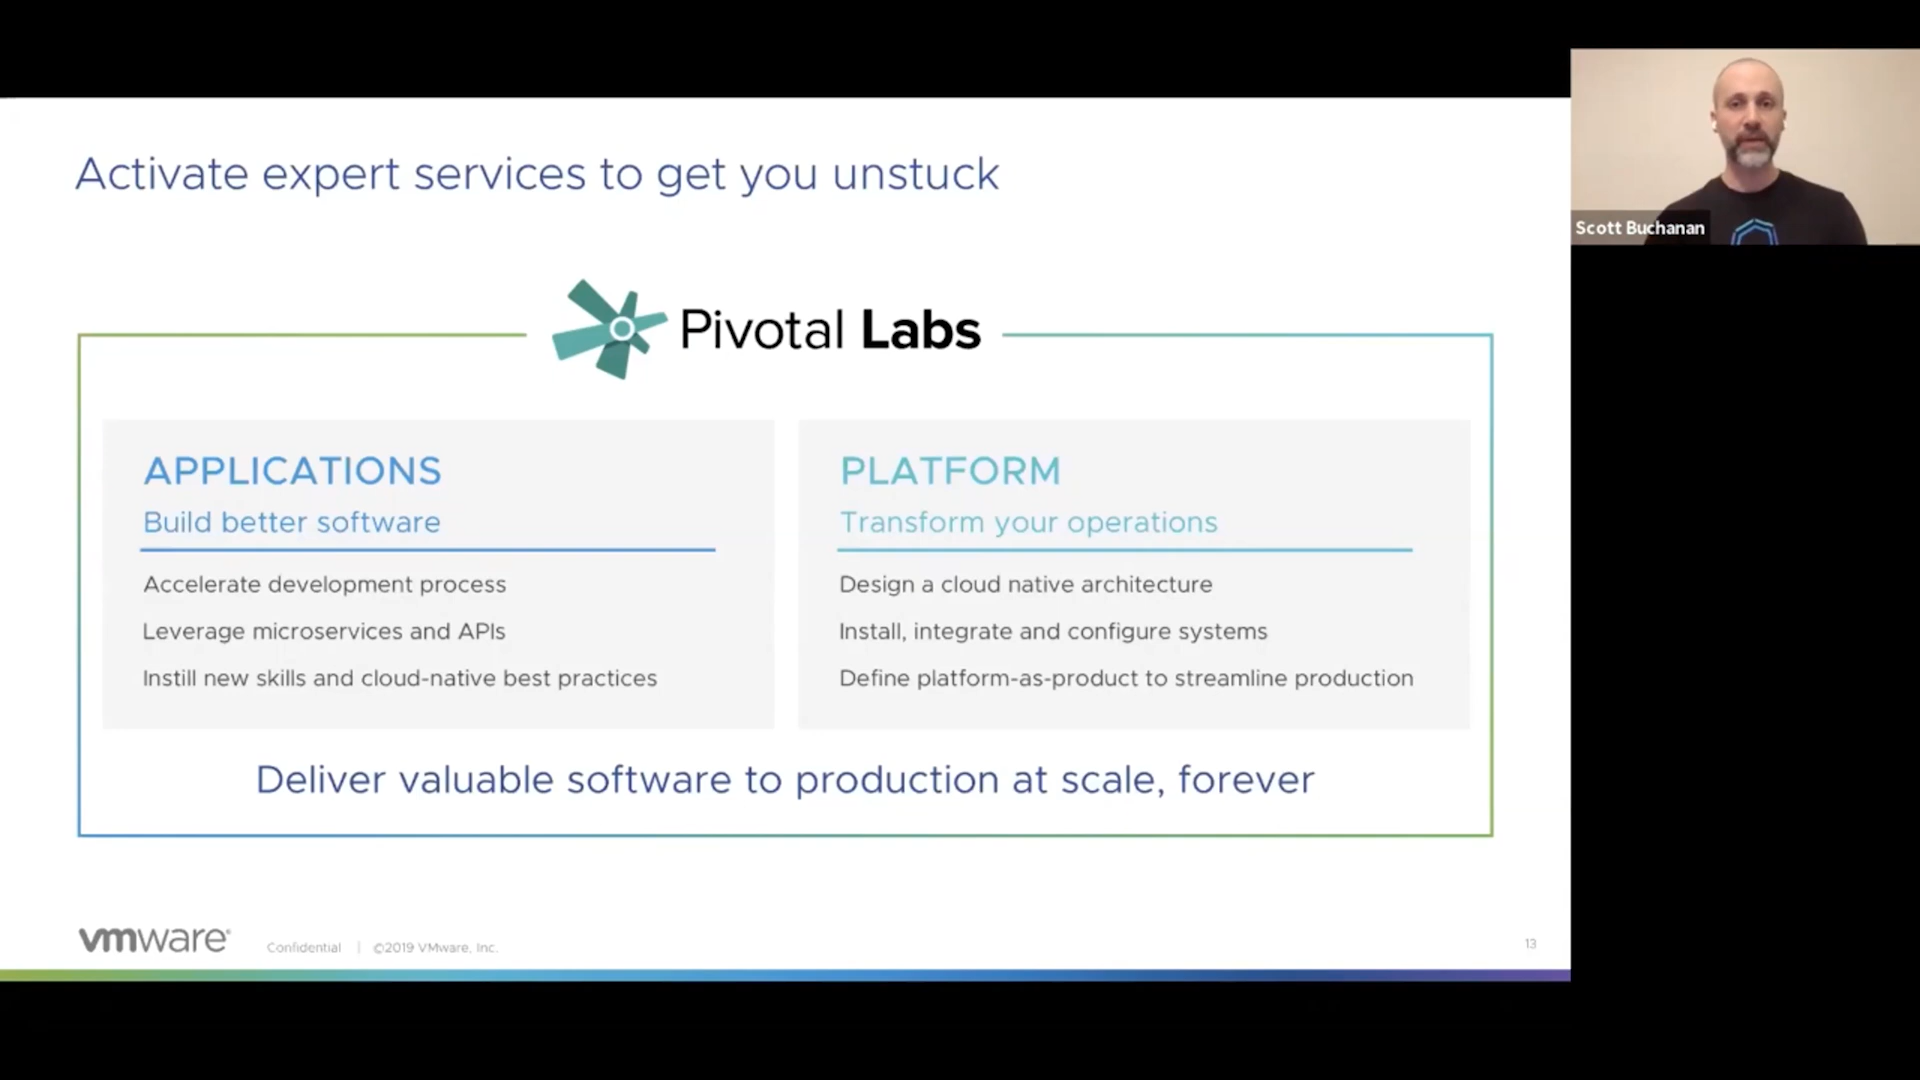 Activate expert services to get you unstuck
Scott Buchanan
Pivotal Labs
APPLICATIONS
Build better software
Accelerate development process
Leverage microservices and APIs
Instill new skills and cloud-native best practices
PLATFORM
Transform your operations
Design a cloud native architecture
Install, integrate and configure systems
Define platform-as-product to streamline production
Deliver valuable software to production at scale, forever
vmware®
Confidential | ©2019 VMware, Inc.
13